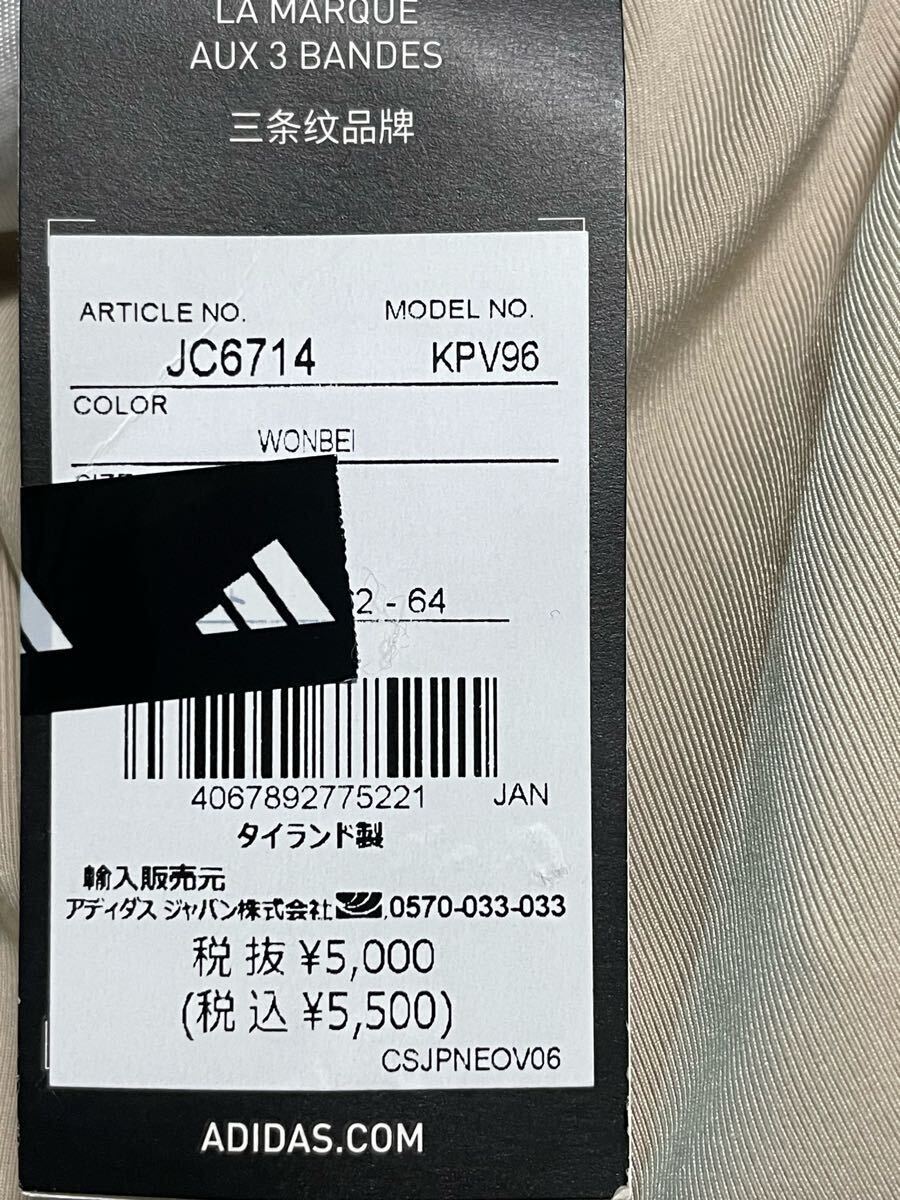 LA MARQUE
AUX 3 BANDES
三条纹品牌
ARTICLE NO. MODEL NO.
JC6714 KPV96
COLOR
WONBEI
62 - 64
4067892775221 JAN
タイランド製
輸入販売元
アディダス ジャパン株式会社 0570-033-033
税抜 ¥5,000
(税込 ¥5,500)
CSJPNEOV06
ADIDAS.COM